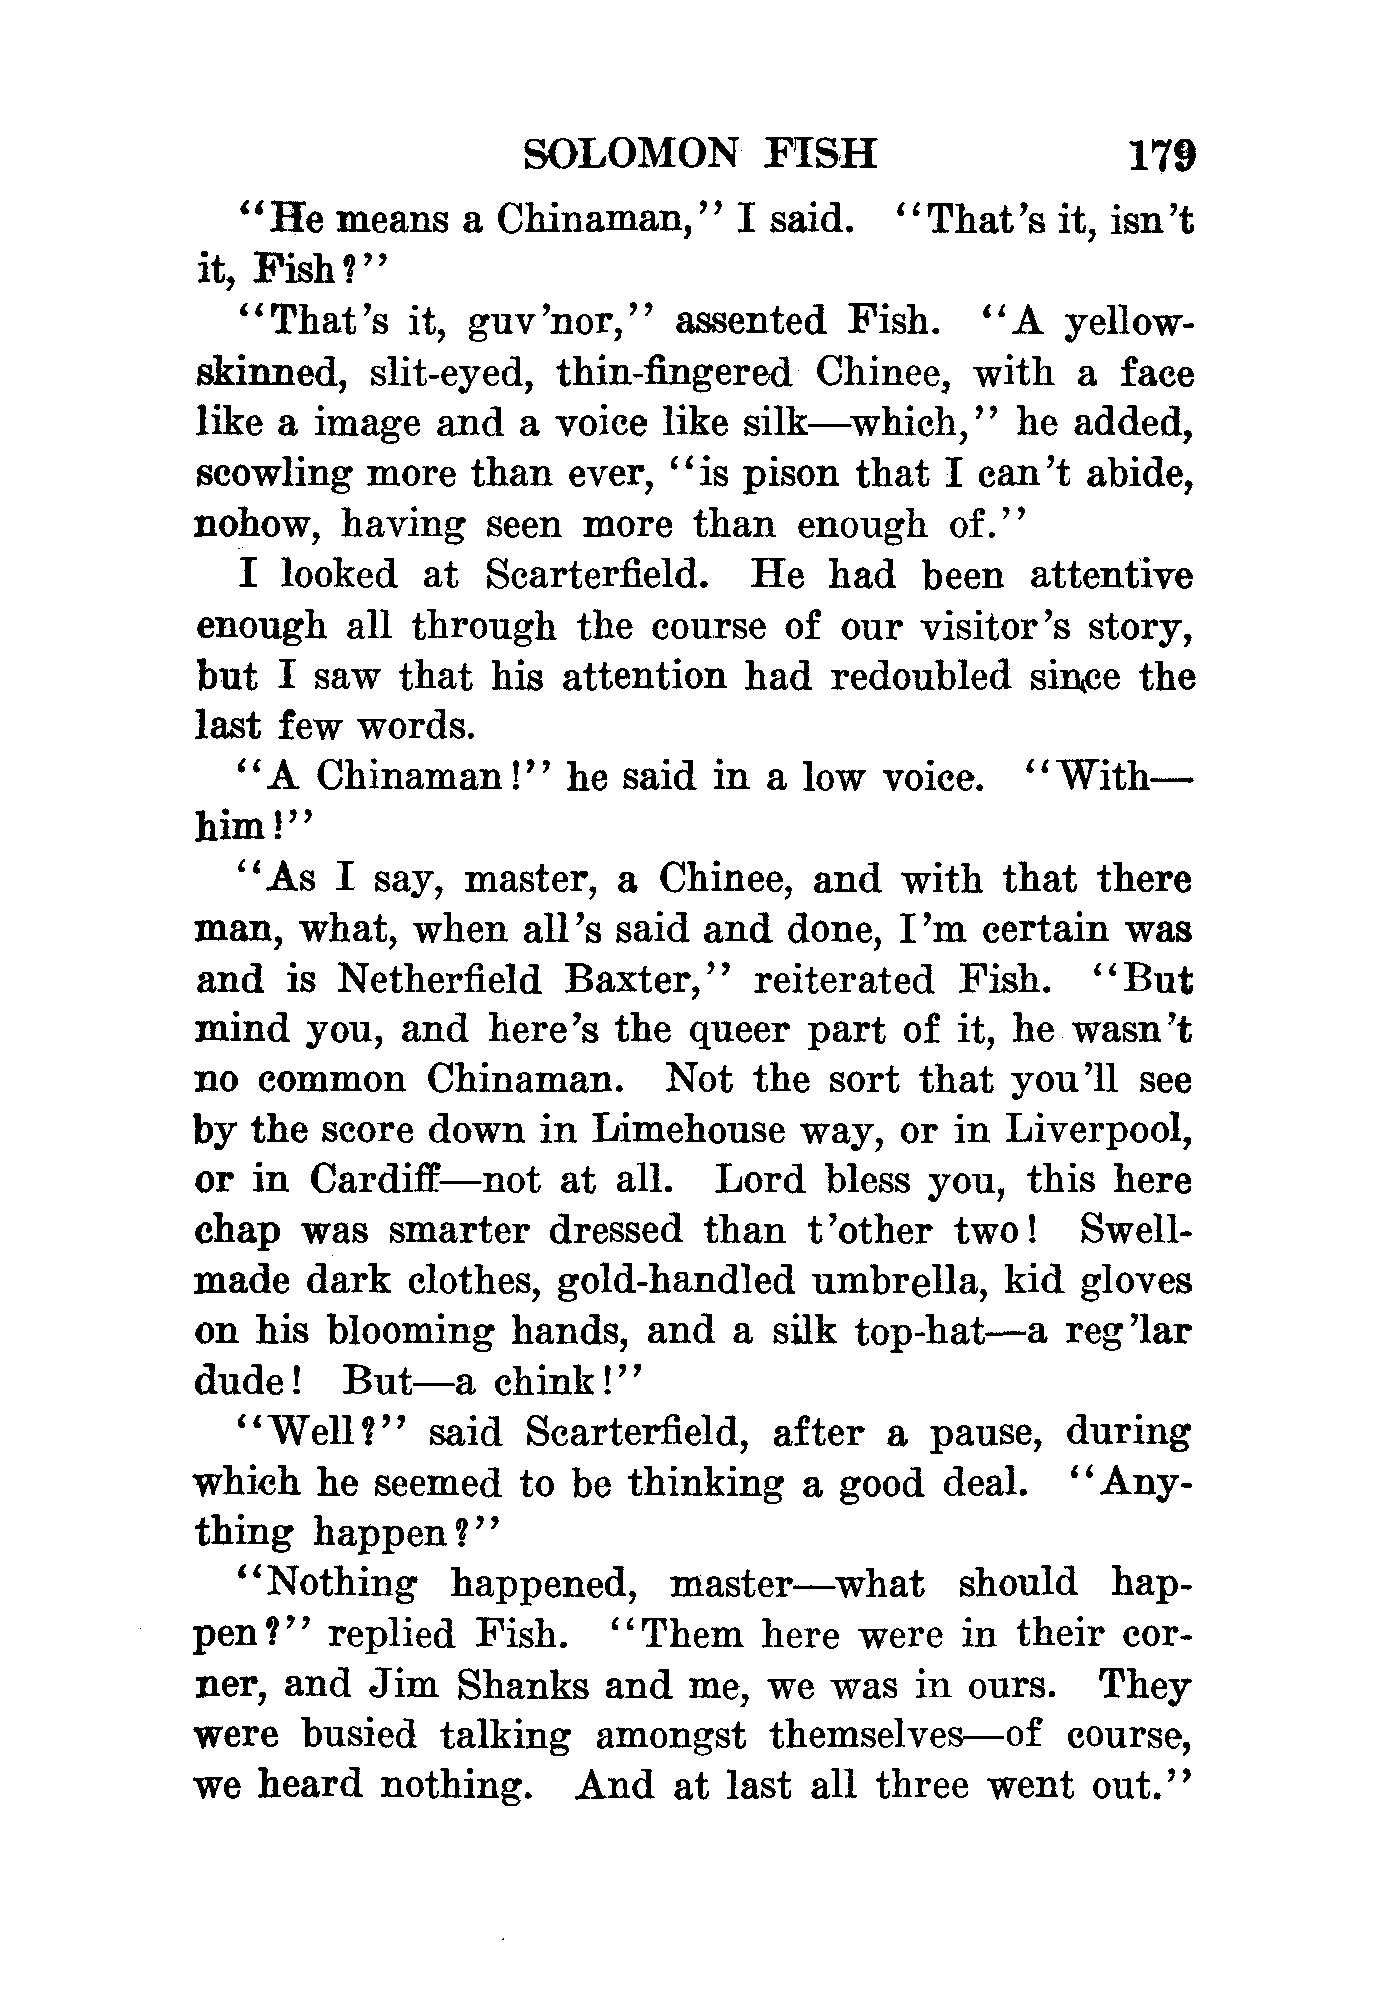 SOLOMON FISH 179
"He means a Chinaman," I said. "That's it, isn't
it, Fish?"
"That's it, guv'nor," assented Fish. "A yellow-
skinned, slit-eyed, thin-fingered Chinee, with a face
like a image and a voice like silk—which," he added,
scowling more than ever, "is pison that I can't abide,
nohow, having seen more than enough of."
I looked at Scarterfield. He had been attentive
enough all through the course of our visitor's story,
but I saw that his attention had redoubled since the
last few words.
"A Chinaman!" he said in a low voice. "With—
him!"
"As I say, master, a Chinee, and with that there
man, what, when all's said and done, I'm certain was
and is Netherfield Baxter," reiterated Fish. "But
mind you, and here's the queer part of it, he wasn't
no common Chinaman. Not the sort that you'll see
by the score down in Limehouse way, or in Liverpool,
or in Cardiff—not at all. Lord bless you, this here
chap was smarter dressed than t'other two! Swell-
made dark clothes, gold-handled umbrella, kid gloves
on his blooming hands, and a silk top-hat—a reg'lar
dude! But—a chink!"
"Well?" said Scarterfield, after a pause, during
which he seemed to be thinking a good deal. "Any-
thing happen?"
"Nothing happened, master—what should hap-
pen?" replied Fish. "Them here were in their cor-
ner, and Jim Shanks and me, we was in ours. They
were busied talking amongst themselves—of course,
we heard nothing. And at last all three went out."